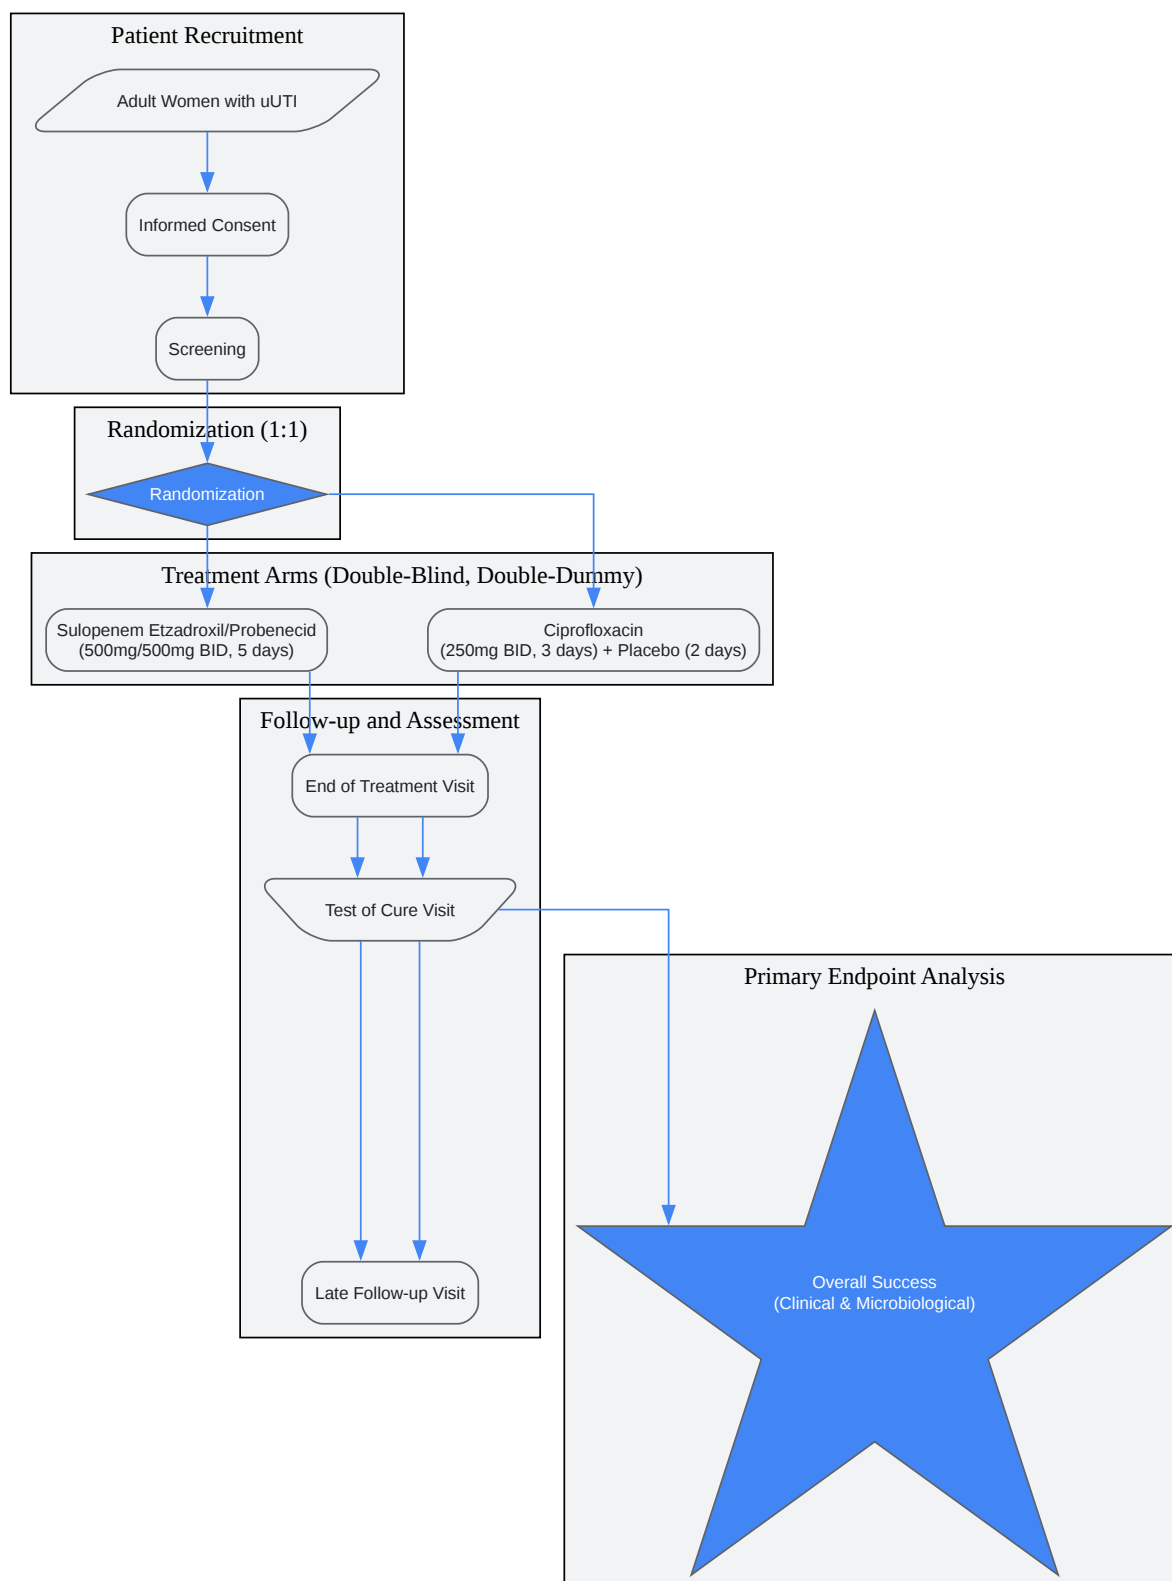 Patient Recruitment
Adult Women with uUTI
Informed Consent
Screening
Randomization (1:1)
Randomization
Treatment Arms (Double-Blind, Double-Dummy)
Sulopenem Etzadroxil/Probenecid
(500mg/500mg BID, 5 days)
Ciprofloxacin
(250mg BID, 3 days) + Placebo (2 days)
Follow-up and Assessment
End of Treatment Visit
Test of Cure Visit
Late Follow-up Visit
Primary Endpoint Analysis
Overall Success
(Clinical & Microbiological)